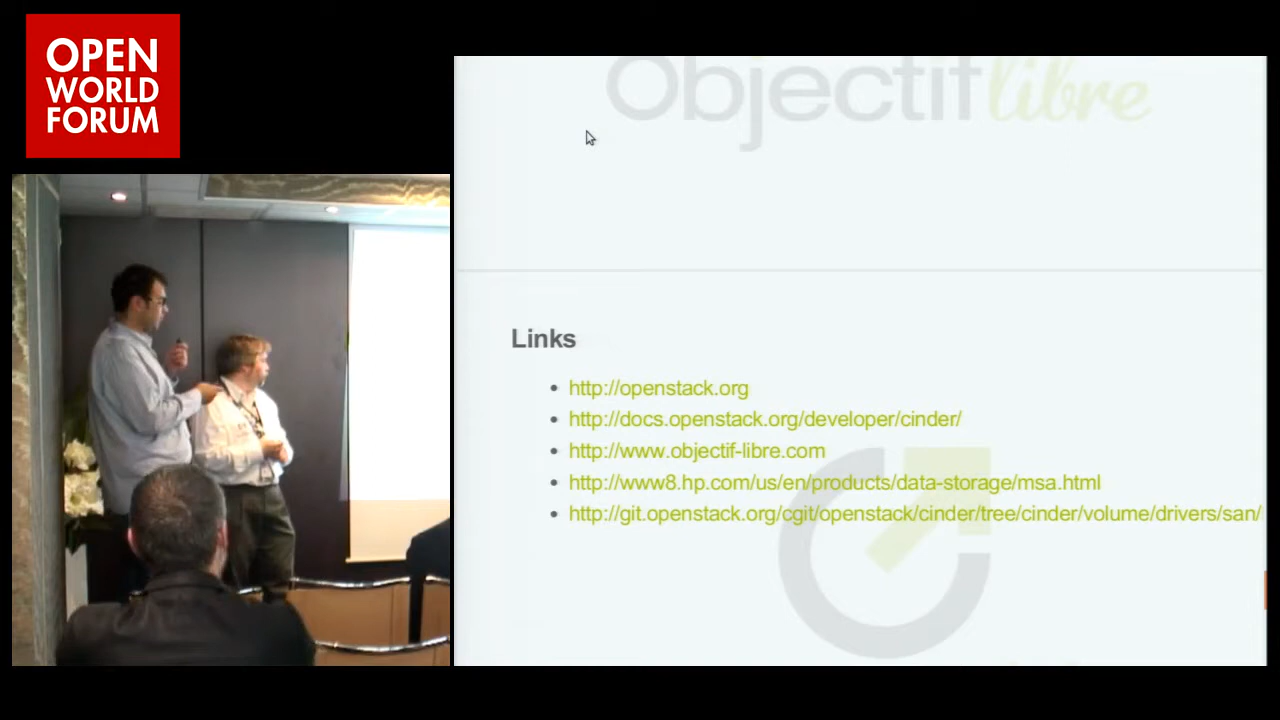 OPEN
WORLD
FORUM
Objectif libre
Links
http://openstack.org
http://docs.openstack.org/developer/cinder/
http://www.objectif-libre.com
http://www8.hp.com/us/en/products/data-storage/msa.html
http://git.openstack.org/cgit/openstack/cinder/tree/cinder/volume/drivers/san/